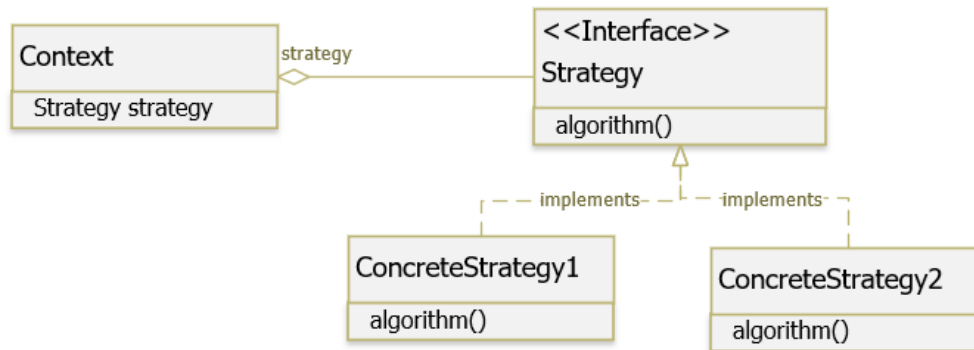 Context
Strategy strategy
strategy
<<Interface>>
Strategy
algorithm()
implements
implements
ConcreteStrategy1
algorithm()
ConcreteStrategy2
algorithm()